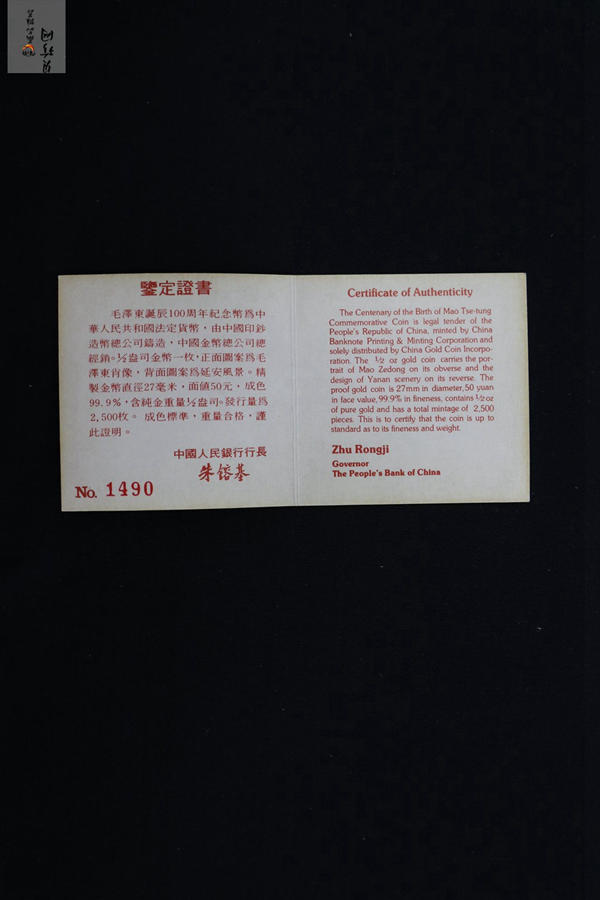 鑒定證書
毛澤東誕辰100周年紀念幣爲中
華人民共和國法定貨幣，由中國印鈔
造幣總公司鑄造，中國金幣總公司總
經銷。½盎司金幣一枚，正面圖案爲毛
澤東肖像，背面圖案爲延安風景。精
製金幣直徑27毫米，面値50元，成色
99.9%，含純金重量½盎司。發行量爲
2,500枚。成色標準，重量合格，謹
此證明。
中國人民銀行行長
朱鎔基
No. 1490
Certificate of Authenticity
The Centenary of the Birth of Mao Tse-tung
Commemorative Coin is legal tender of the
People's Republic of China, minted by China
Banknote Printing & Minting Corporation and
solely distributed by China Gold Coin Incorpo-
ration. The ½ oz gold coin carries the por-
trait of Mao Zedong on its obverse and the
design of Yanan scenery on its reverse. The
proof gold coin is 27mm in diameter, 50 yuan
in face value, 99.9% in fineness, contains ½oz
of pure gold and has a total mintage of 2,500
pieces. This is to certify that the coin is up to
standard as to its fineness and weight.
Zhu Rongji
Governor
The People's Bank of China